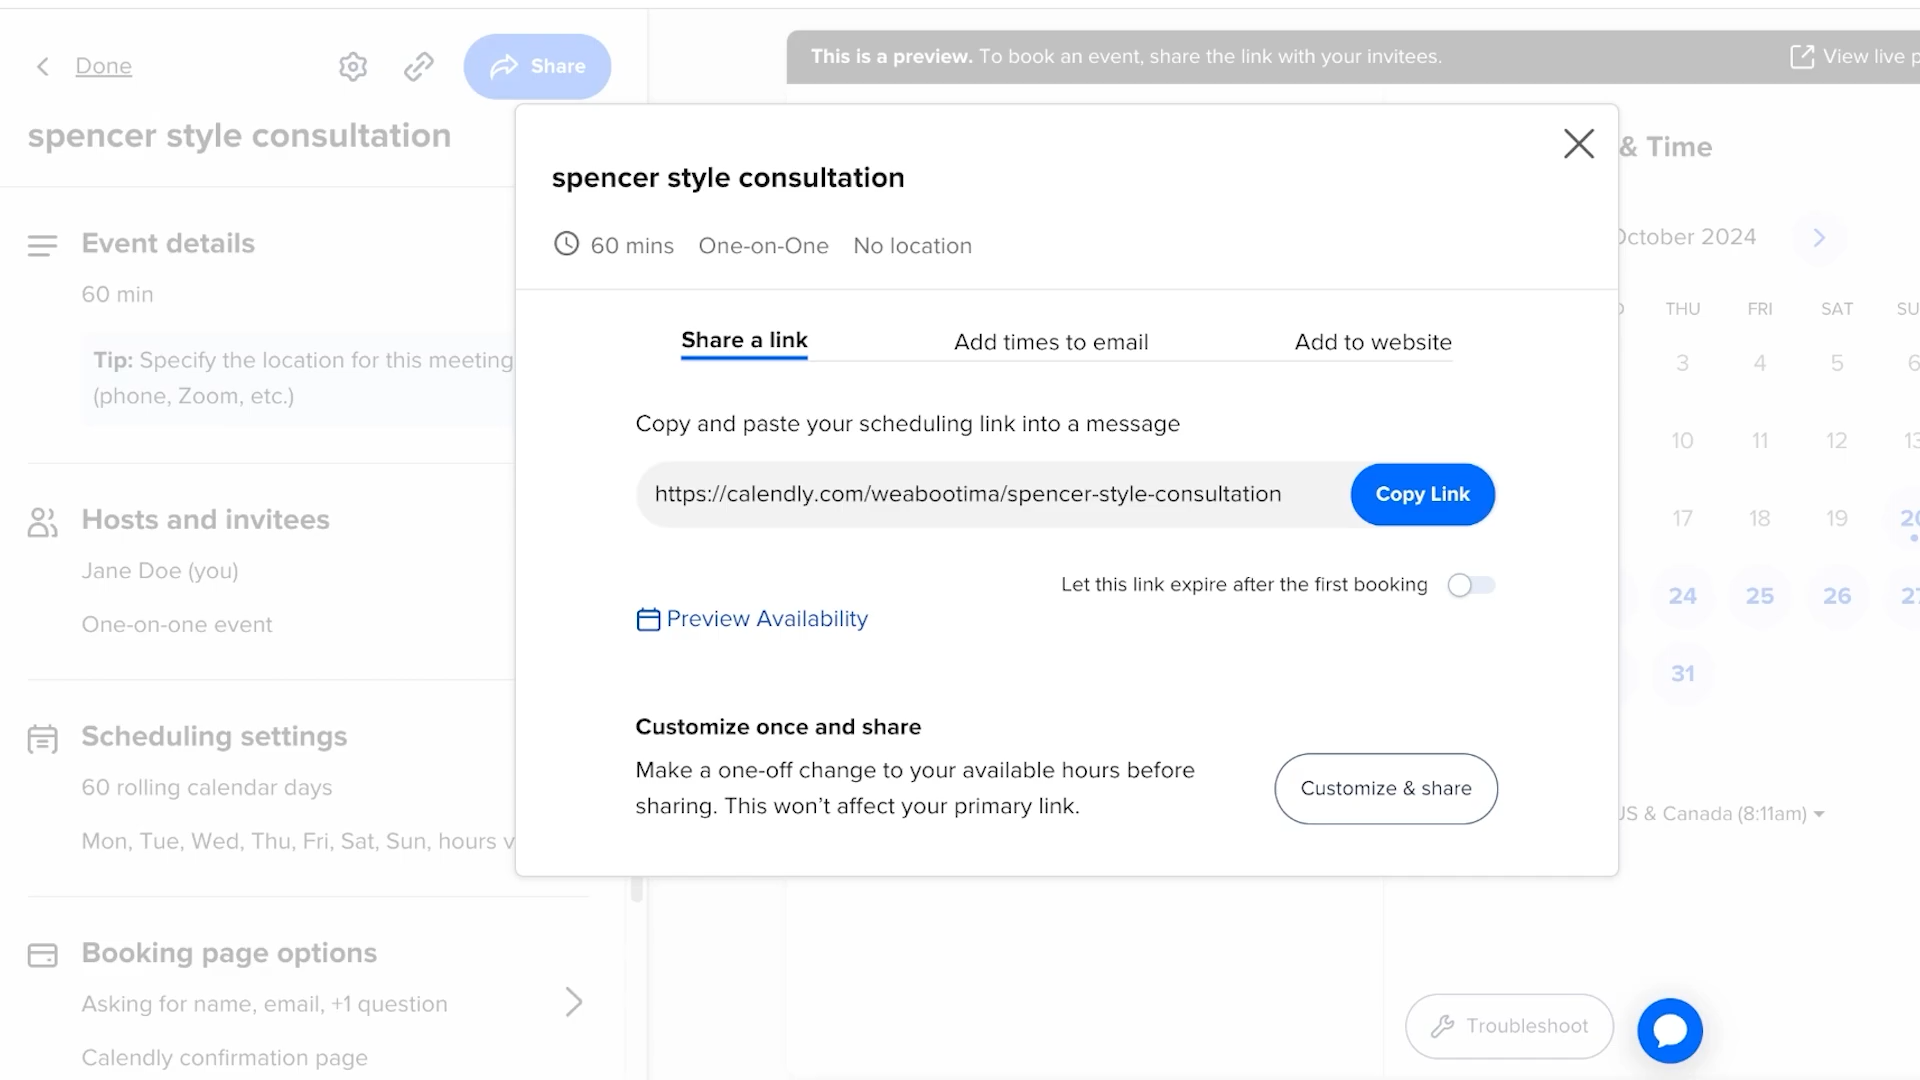 Done
Share
This is a preview. To book an event, share the link with your invitees.
View live
spencer style consultation
Event details
60 min
Tip: Specify the location for this meeting
(phone, Zoom, etc.)
Hosts and invitees
Jane Doe (you)
One-on-one event
Scheduling settings
60 rolling calendar days
Mon, Tue, Wed, Thu, Fri, Sat, Sun, hours
Booking page options
Asking for name, email, +1 question
Calendly confirmation page
spencer style consultation
60 mins One-on-One No location
Share a link Add times to email Add to website
Copy and paste your scheduling link into a message
https://calendly.com/weabootima/spencer-style-consultation Copy Link
Let this link expire after the first booking
Preview Availability
Customize once and share
Make a one-off change to your available hours before
sharing. This won’t affect your primary link.
Customize & share
& Time
October 2024
THU FRI SAT
3 4 5 6
10 11 12 13
17 18 19 20
24 25 26 27
31
US & Canada (8:11am)
Troubleshoot